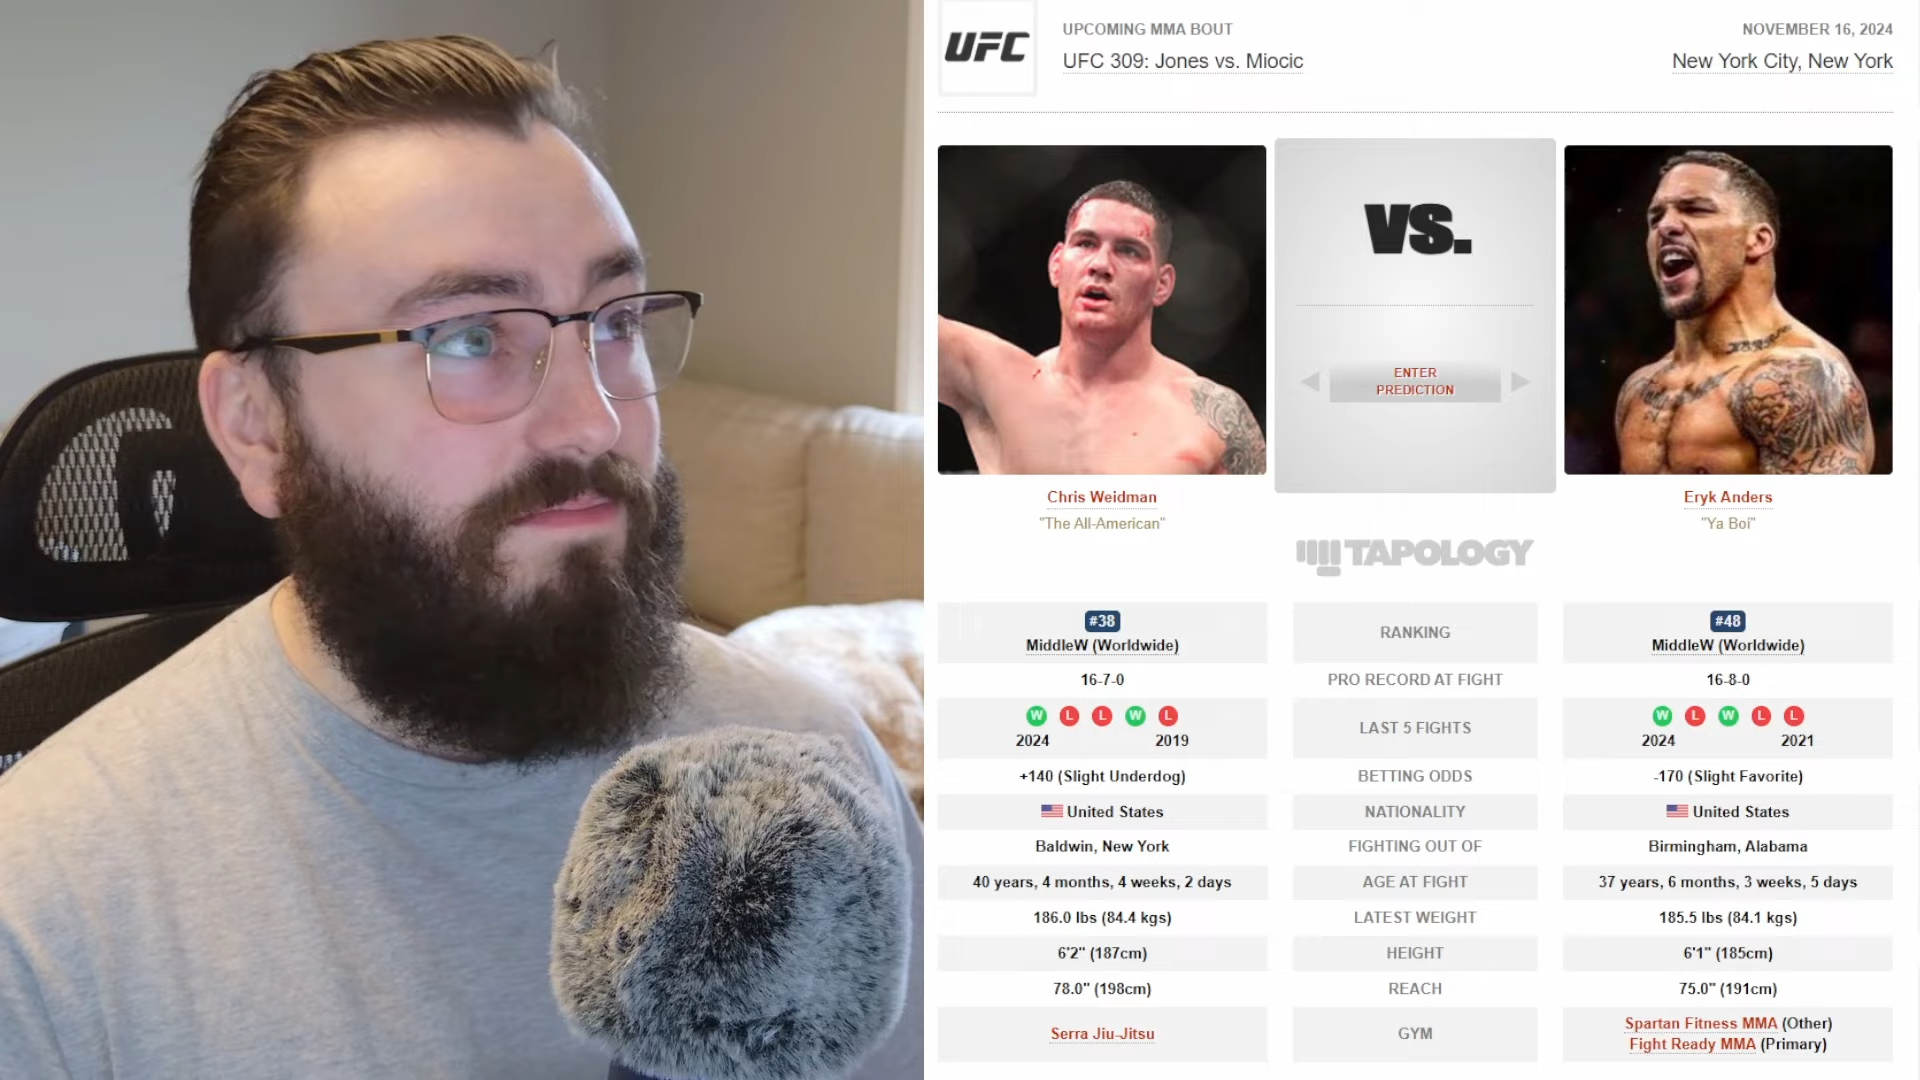 UFC
UPCOMING MMA BOUT
NOVEMBER 16, 2024
UFC 309: Jones vs. Miocic
New York City, New York
VS.
ENTER
PREDICTION
Chris Weidman
"The All-American"
Eryk Anders
"Ya Boi"
TAPOLOGY
#38
MiddleW (Worldwide)
RANKING
#48
MiddleW (Worldwide)
16-7-0
PRO RECORD AT FIGHT
16-8-0
W L L W L
2024 2019
LAST 5 FIGHTS
W L W L L
2024 2021
+140 (Slight Underdog)
BETTING ODDS
-170 (Slight Favorite)
United States
NATIONALITY
United States
Baldwin, New York
FIGHTING OUT OF
Birmingham, Alabama
40 years, 4 months, 4 weeks, 2 days
AGE AT FIGHT
37 years, 6 months, 3 weeks, 5 days
186.0 lbs (84.4 kgs)
LATEST WEIGHT
185.5 lbs (84.1 kgs)
6'2" (187cm)
HEIGHT
6'1" (185cm)
78.0" (198cm)
REACH
75.0" (191cm)
Serra Jiu-Jitsu
GYM
Spartan Fitness MMA (Other)
Fight Ready MMA (Primary)